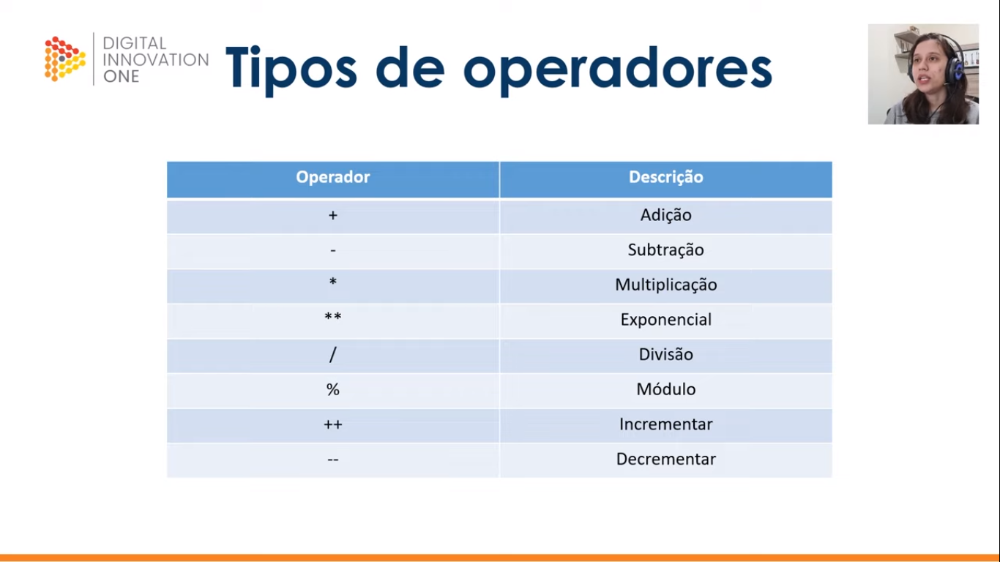 DIGITAL
INNOVATION
ONE
Tipos de operadores
Operador Descrição
+ Adição
- Subtração
* Multiplicação
** Exponencial
/ Divisão
% Módulo
++ Incrementar
-- Decrementar